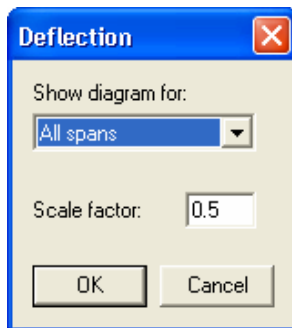 Deflection
Show diagram for:
All spans
Scale factor: 0.5
OK Cancel